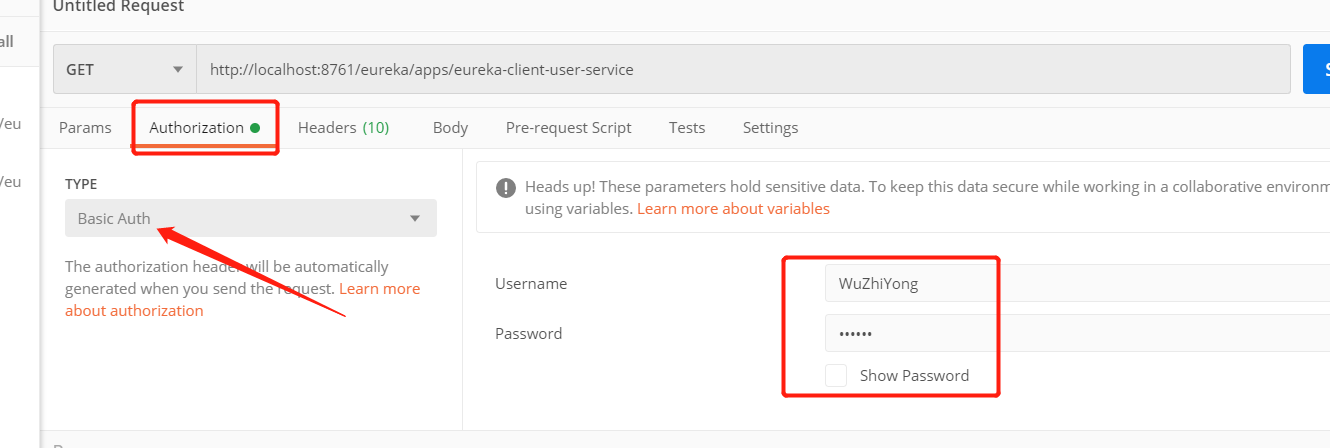 Untitled Request
all
GET
http://localhost:8761/eureka/apps/eureka-client-user-service
/eu
Params
Authorization
Headers (10)
Body
Pre-request Script
Tests
Settings
/eu
TYPE
Basic Auth
The authorization header will be automatically
generated when you send the request. Learn more
about authorization
Heads up! These parameters hold sensitive data. To keep this data secure while working in a collaborative environm
using variables. Learn more about variables
Username
WuZhiYong
Password
••••••
Show Password